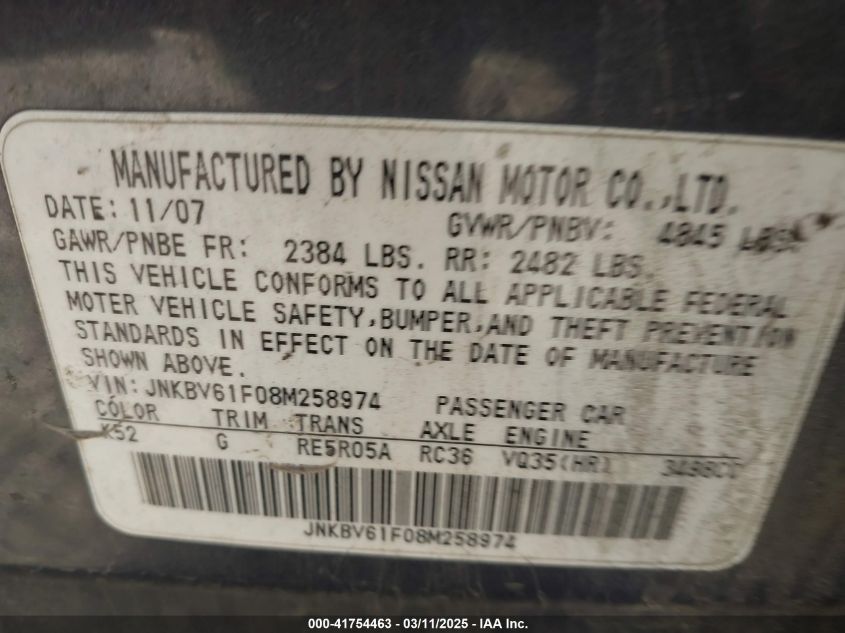 MANUFACTURED BY NISSAN MOTOR CO.,LTD.
DATE: 11/07 GVWR/PNBV: 4845 LBS.
GAWR/PNBE FR: 2384 LBS. RR: 2482 LBS.
THIS VEHICLE CONFORMS TO ALL APPLICABLE FEDERAL
MOTER VEHICLE SAFETY,BUMPER,AND THEFT PREVENTION
STANDARDS IN EFFECT ON THE DATE OF MANUFACTURE
SHOWN ABOVE.
VIN: JNKBV61F08M258974 PASSENGER CAR
COLOR TRIM TRANS AXLE ENGINE
K52 G RE5R05A RC36 VQ35(HR) 3498CC
JNKBV61F08M258974
000-41754463 - 03/11/2025 - IAA Inc.